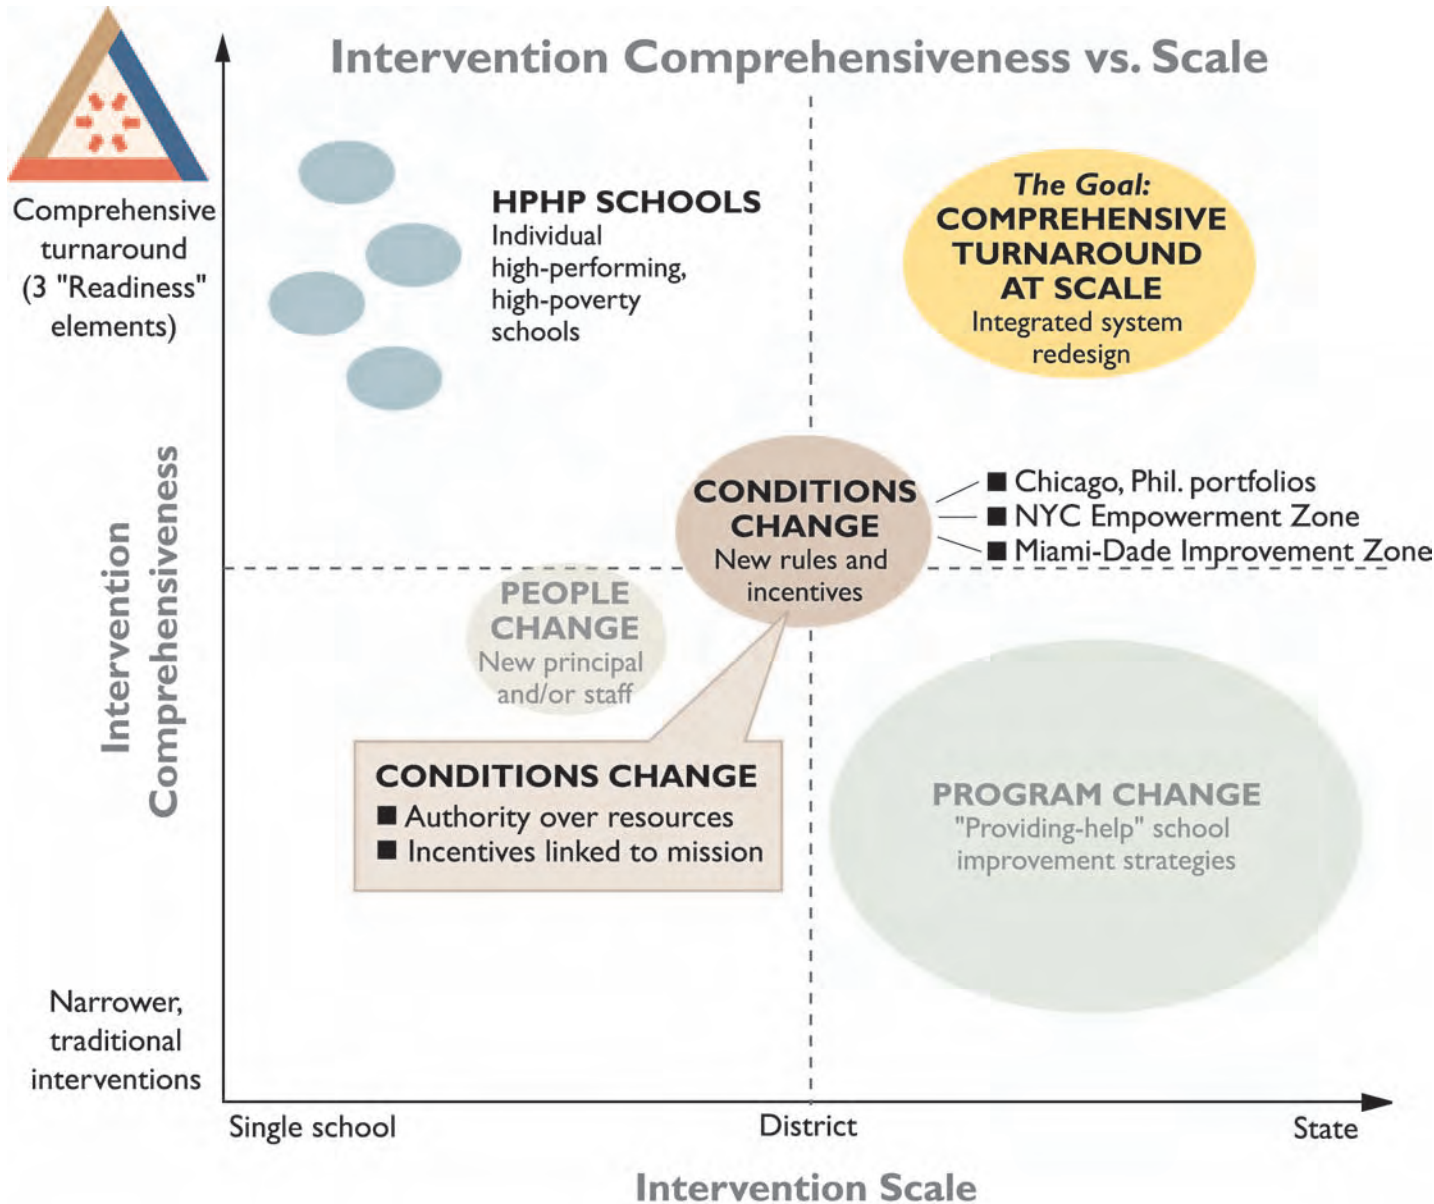 Intervention Comprehensiveness vs. Scale
Comprehensive
turnaround
(3 "Readiness"
elements)
HPHP SCHOOLS
Individual
high-performing,
high-poverty
schools
The Goal:
COMPREHENSIVE
TURNAROUND
AT SCALE
Integrated system
redesign
Intervention
Comprehensiveness
CONDITIONS
CHANGE
New rules and
incentives
■ Chicago, Phil. portfolios
■ NYC Empowerment Zone
■ Miami-Dade Improvement Zone
PEOPLE
CHANGE
New principal
and/or staff
CONDITIONS CHANGE
■ Authority over resources
■ Incentives linked to mission
PROGRAM CHANGE
"Providing-help" school
improvement strategies
Narrower,
traditional
interventions
Single school
District
State
Intervention Scale